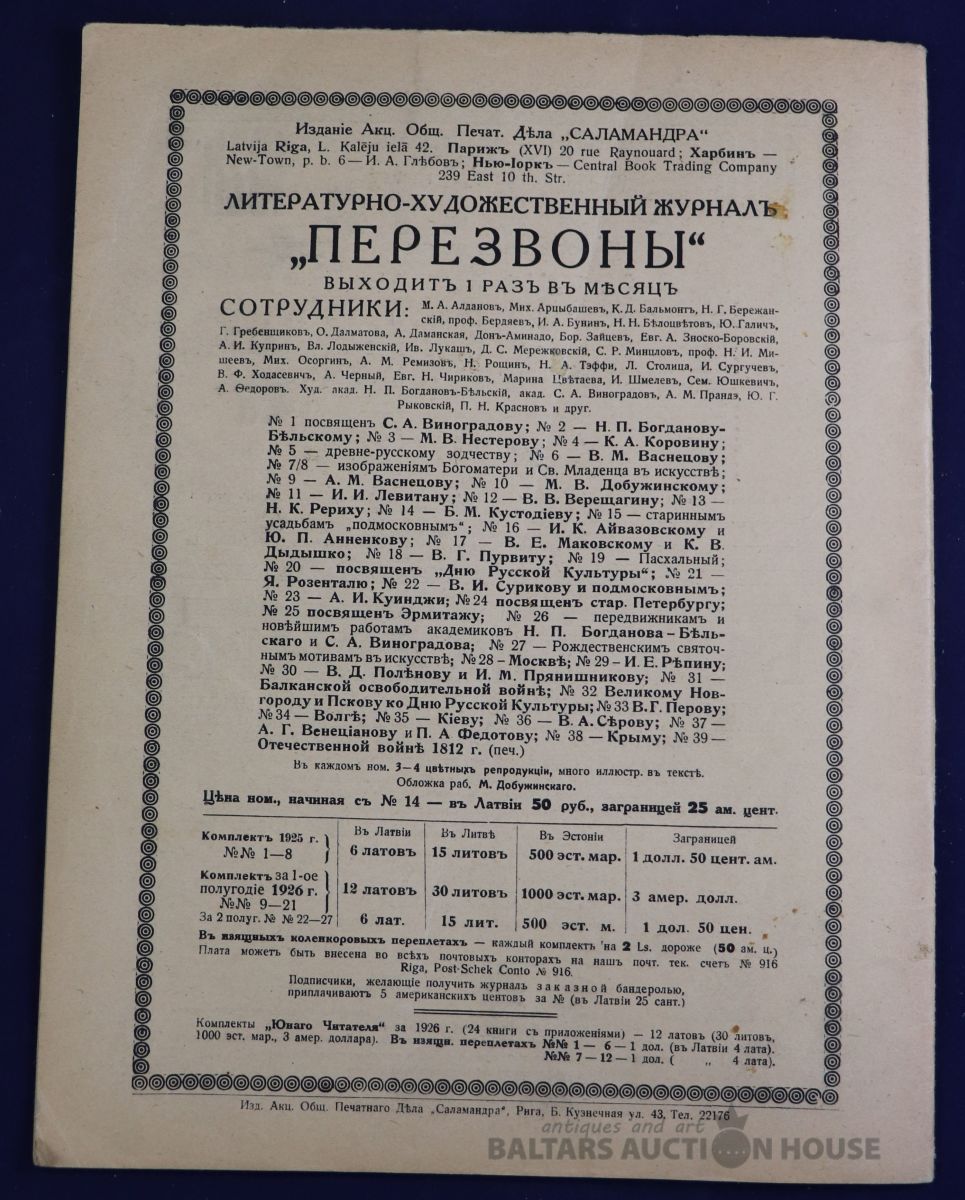 Изданіе Акц. Общ. Печат. Дѣла „САЛАМАНДРА“
Latvija Riga, L. Kalēju ielā 42. Парижъ (XVI) 20 rue Raynouard; Харбинъ —
New-Town, p. b. 6 — И. А. Глѣбовъ; Нью-Іоркъ — Central Book Trading Company
239 East 10 th. Str.
ЛИТЕРАТУРНО-ХУДОЖЕСТВЕННЫЙ ЖУРНАЛЪ
„ПЕРЕЗВОНЫ“
ВЫХОДИТЪ 1 РАЗЪ ВЪ МѢСЯЦЪ
СОТРУДНИКИ: М. А. Алдановъ, Мих. Арцыбашевъ, К. Д. Бальмонтъ, Н. Г. Бережан-
скій, проф. Бердяевъ, И. А. Бунинъ, Н. Н. Бѣлоцвѣтовъ, Ю. Галичъ,
Г. Гребенщиковъ, О. Далматова, А. Даманская, Донъ-Аминадо, Бор. Зайцевъ, Евг. А. Зноско-Боровскій,
А. И. Купринъ, Вл. Лодыженскій, Ив. Лукашъ, Д. С. Мережковскій, С. Р. Минцловъ, проф. Н. И. Ми-
шеевъ, Мих. Осоргинъ, А. М. Ремизовъ, Н. Рощинъ, Н. А. Тэффи, Л. Столица, И. Сургучевъ,
В. Ф. Ходасевичъ, А. Черный, Евг. Н. Чириковъ, Марина Цвѣтаева, И. Шмелевъ, Сем. Юшкевичъ,
А. Ѳедоровъ. Худ. акад. Н. П. Богдановъ-Бѣльскій, акад. С. А. Виноградовъ, А. М. Прандэ, Ю. Г.
Рыковскій, П. Н. Красновъ и друг.
№ 1 посвященъ С. А. Виноградову; № 2 — Н. П. Богданову-
Бѣльскому; № 3 — М. В. Нестерову; № 4 — К. А. Коровину;
№ 5 — древне-русскому зодчеству; № 6 — В. М. Васнецову;
№ 7/8 — изображеніямъ Богоматери и Св. Младенца въ искусствѣ;
№ 9 — А. М. Васнецову; № 10 — М. В. Добужинскому;
№ 11 — И. И. Левитану; № 12 — В. В. Верещагину; № 13 —
Н. К. Рериху; № 14 — Б. М. Кустодіеву; № 15 — стариннымъ
усадьбамъ „подмосковнымъ“; № 16 — И. К. Айвазовскому и
Ю. П. Анненкову; № 17 — В. Е. Маковскому и К. В.
Дыдышко; № 18 — В. Г. Пурвиту; № 19 — Пасхальный;
№ 20 — посвященъ „Дню Русской Культуры“; № 21 —
Я. Розенталю; № 22 — В. И. Сурикову и подмосковнымъ;
№ 23 — А. И. Куинджи; № 24 посвященъ стар. Петербургу;
№ 25 посвященъ Эрмитажу; № 26 — передвижникамъ и
новѣйшимъ работамъ академиковъ Н. П. Богданова-Бѣль-
скаго и С. А. Виноградова; № 27 — Рождественскимъ святоч-
нымъ мотивамъ въ искусствѣ; № 28 - Москвѣ; № 29 - И. Е. Рѣпину;
№ 30 — В. Д. Полѣнову и И. М. Прянишникову; № 31 —
Балканской освободительной войнѣ; № 32 Великому Нов-
городу и Пскову ко Дню Русской Культуры; № 33 В. Г. Перову;
№ 34 — Волгѣ; № 35 — Кіеву; № 36 — В. А. Сѣрову; № 37 —
А. Г. Венеціанову и П. А Федотову; № 38 — Крыму; № 39 —
Отечественной войнѣ 1812 г. (печ.)
Въ каждомъ ном. 3—4 цвѣтныхъ репродукціи, много иллюстр. въ текстѣ.
Обложка раб. М. Добужинскаго.
Цѣна ном., начиная съ № 14 — въ Латвіи 50 руб., заграницей 25 ам. цент.
Въ Латвіи Въ Литвѣ Въ Эстоніи Заграницей
Комплектъ 1925 г.
№№ 1—8 6 латовъ 15 литовъ 500 эст. мар. 1 долл. 50 цент. ам.
Комплектъ за 1-ое
полугодіе 1926 г. 12 латовъ 30 литовъ 1000 эст. мар. 3 амер. долл.
№№ 9—21
За 2 полуг. № № 22—27 6 лат. 15 лит. 500 эст. м. 1 дол. 50 цен.
Въ изящныхъ коленкоровыхъ переплетахъ — каждый комплектъ на 2 Ls. дороже (50 ам. ц.)
Плата можетъ быть внесена во всѣхъ почтовыхъ конторахъ на нашъ почт. тек. счетъ № 916
Riga, Post-Schek Conto № 916.
Подписчики, желающіе получить журналъ заказной бандеролью,
приплачиваютъ 5 американскихъ центовъ за № (въ Латвіи 25 сант.)
Комплекты „Юнаго Читателя“ за 1926 г. (24 книги съ приложеніями) — 12 латовъ (30 литовъ,
1000 эст. мар., 3 амер. доллара). Въ изящн. переплетахъ №№ 1 — 6 — 1 дол. (въ Латвіи 4 лата).
№№ 7 — 12 — 1 дол. ( „ 4 лата).
Изд. Акц. Общ. Печатнаго Дѣла „Саламандра“, Рига, Б. Кузнечная ул. 43, Тел. 22176
antiques and art
BALTARS AUCTION HOUSE